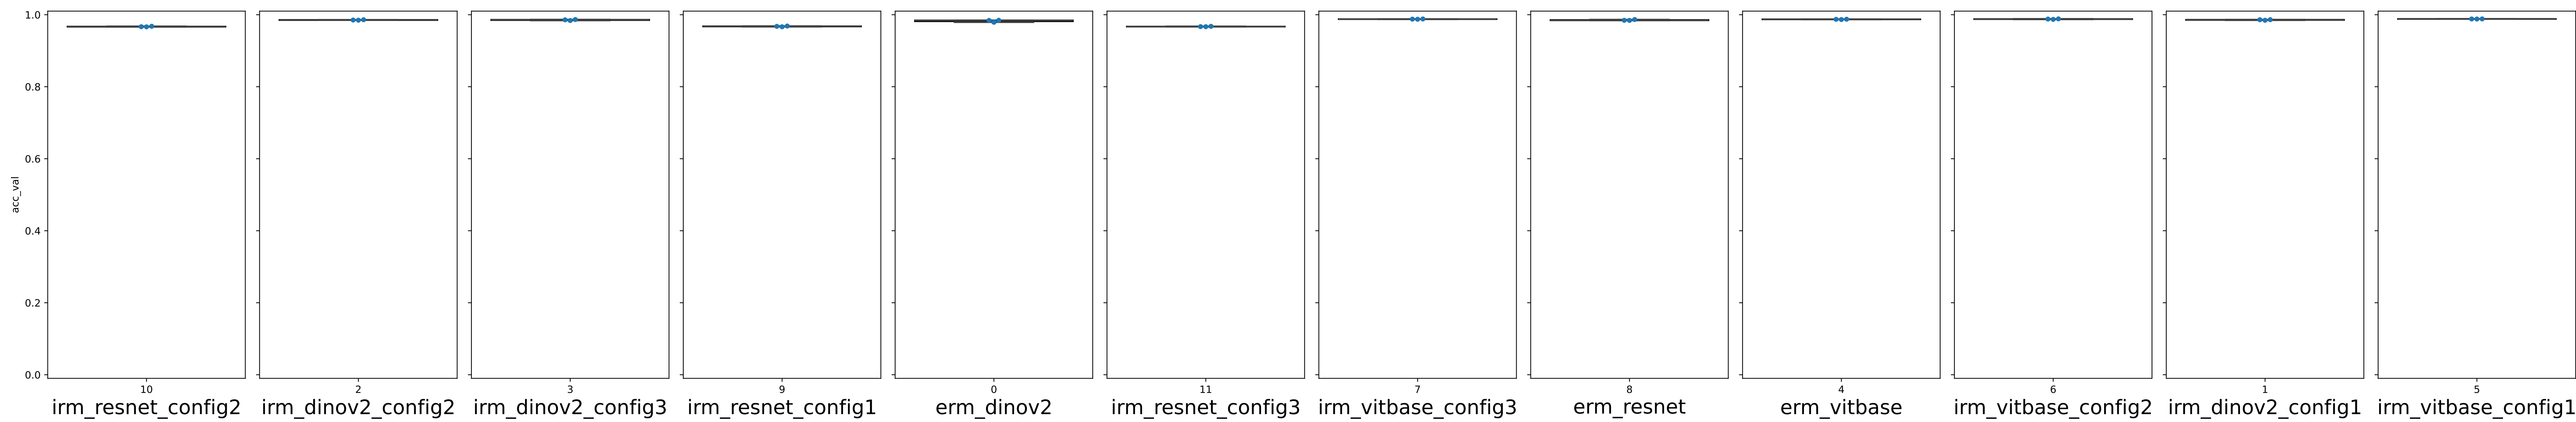 1.0
0.8
0.6
0.4
0.2
0.0
acc_val
10 2 3 9 0 11 7 8 4 6 1 5
irm_resnet_config2 irm_dinov2_config2 irm_dinov2_config3 irm_resnet_config1 erm_dinov2 irm_resnet_config3 irm_vitbase_config3 erm_resnet erm_vitbase irm_vitbase_config2 irm_dinov2_config1 irm_vitbase_config1